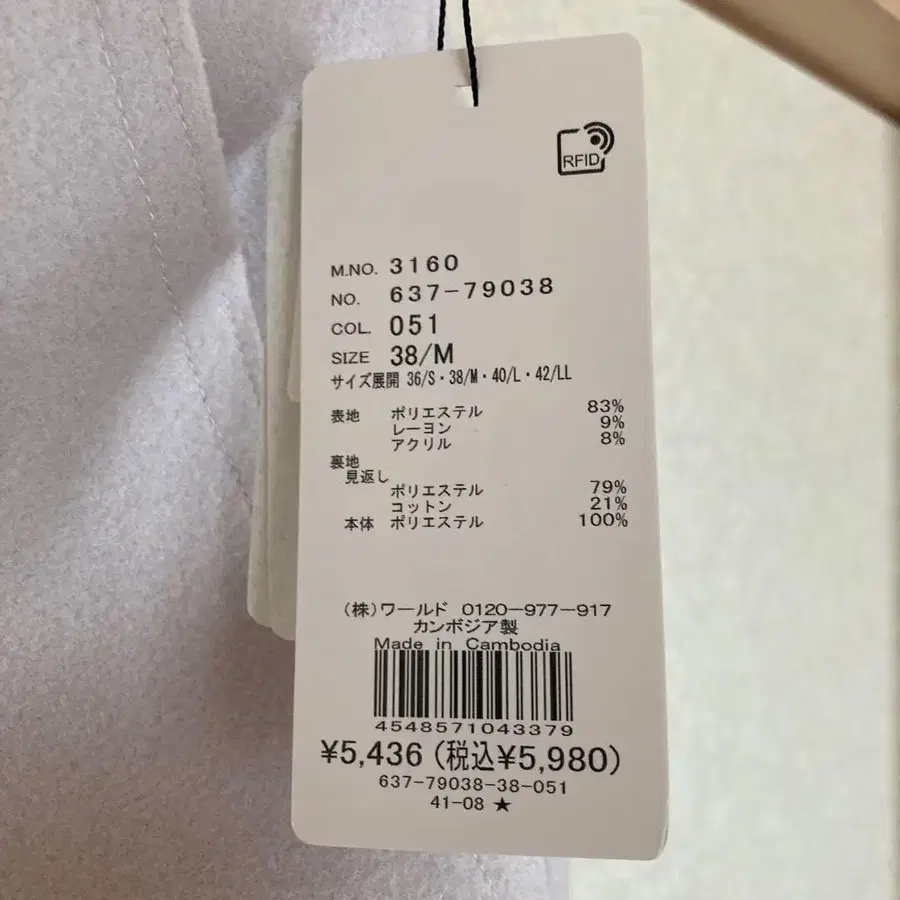 RFID
M.NO. 3160
NO. 637-79038
COL. 051
SIZE 38/M
サイズ展開 36/S・38/M・40/L・42/LL
表地 ポリエステル 83%
レーヨン 9%
アクリル 8%
裏地
見返し
ポリエステル 79%
コットン 21%
本体 ポリエステル 100%
(株)ワールド 0120-977-917
カンボジア製
Made in Cambodia
4548571043379
¥5,436 (税込¥5,980)
637-79038-38-051
41-08 ★